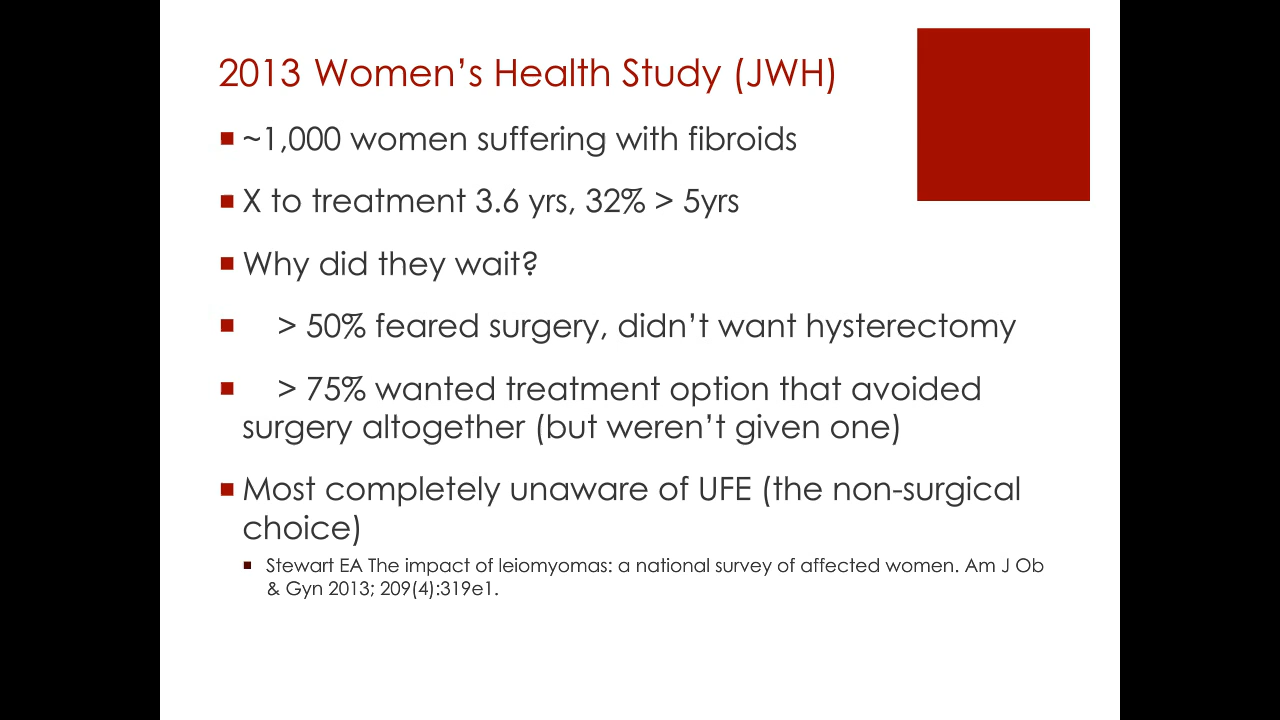 2013 Women’s Health Study (JWH)
~1,000 women suffering with fibroids
X to treatment 3.6 yrs, 32% > 5yrs
Why did they wait?
> 50% feared surgery, didn’t want hysterectomy
> 75% wanted treatment option that avoided
surgery altogether (but weren’t given one)
Most completely unaware of UFE (the non-surgical
choice)
Stewart EA The impact of leiomyomas: a national survey of affected women. Am J Ob
& Gyn 2013; 209(4):319e1.